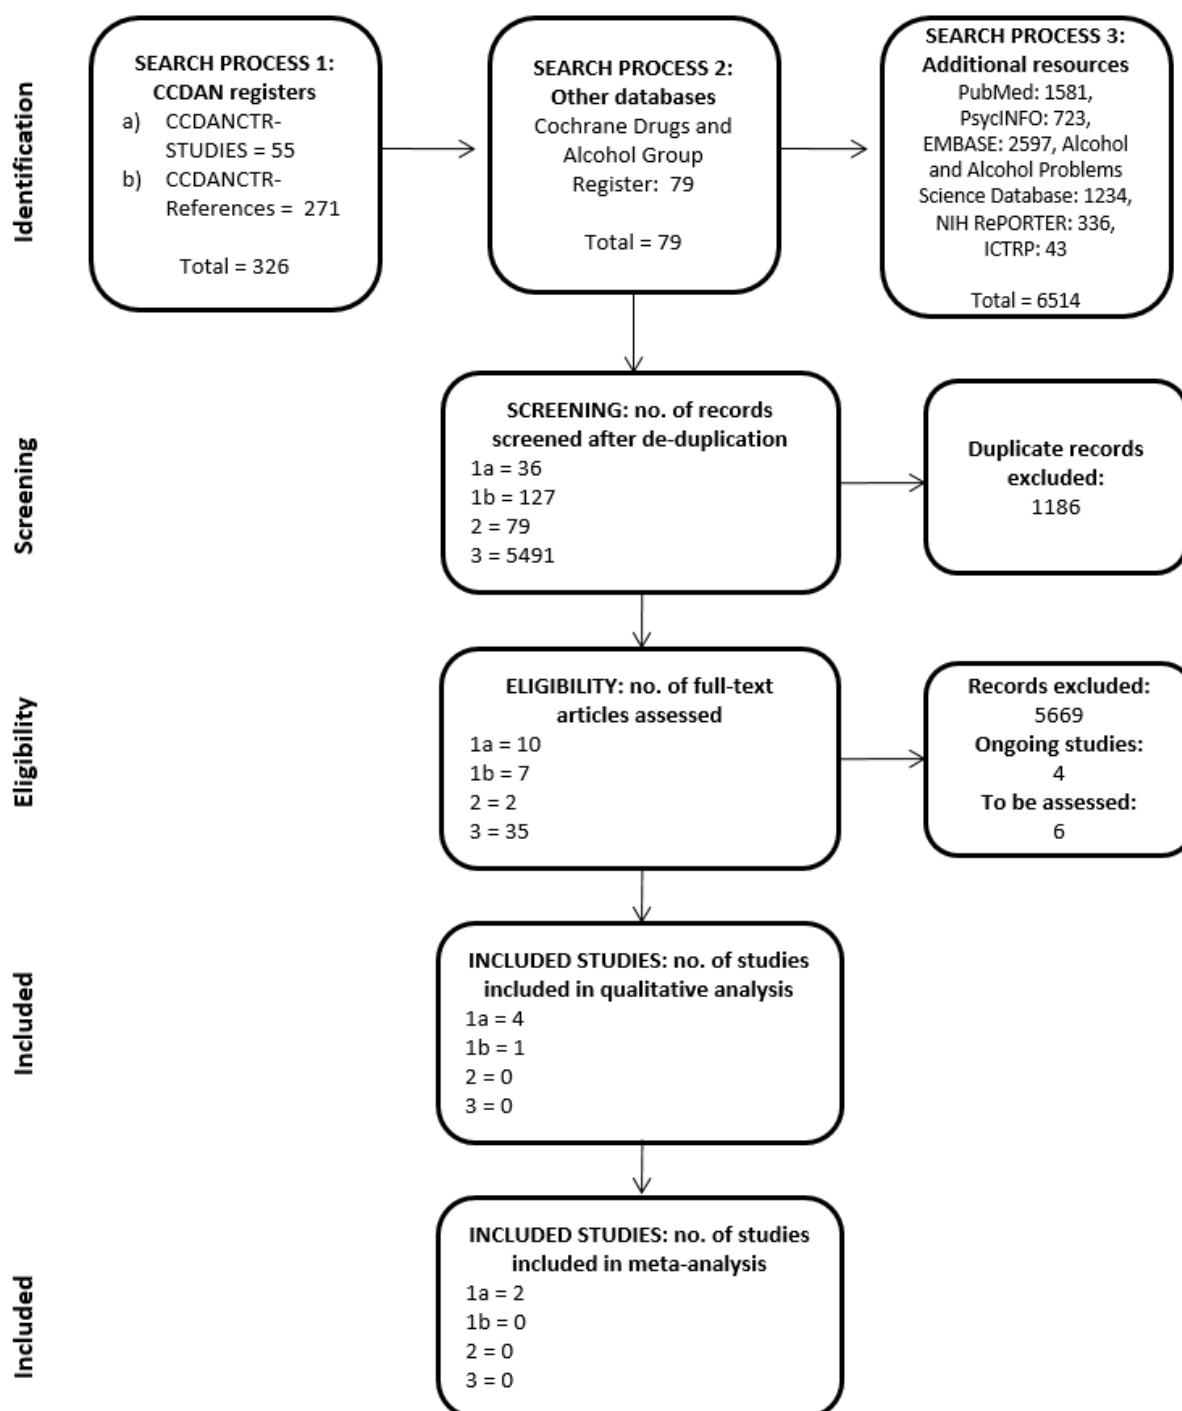 Identification
SEARCH PROCESS 1:
CCDAN registers
a) CCDANCTR-
STUDIES = 55
b) CCDANCTR-
References = 271
Total = 326
SEARCH PROCESS 2:
Other databases
Cochrane Drugs and
Alcohol Group
Register: 79
Total = 79
SEARCH PROCESS 3:
Additional resources
PubMed: 1581,
PsycINFO: 723,
EMBASE: 2597, Alcohol
and Alcohol Problems
Science Database: 1234,
NIH RePORTER: 336,
ICTRP: 43
Total = 6514
Screening
SCREENING: no. of records
screened after de-duplication
1a = 36
1b = 127
2 = 79
3 = 5491
Duplicate records
excluded:
1186
Eligibility
ELIGIBILITY: no. of full-text
articles assessed
1a = 10
1b = 7
2 = 2
3 = 35
Records excluded:
5669
Ongoing studies:
4
To be assessed:
6
Included
INCLUDED STUDIES: no. of studies
included in qualitative analysis
1a = 4
1b = 1
2 = 0
3 = 0
Included
INCLUDED STUDIES: no. of studies
included in meta-analysis
1a = 2
1b = 0
2 = 0
3 = 0